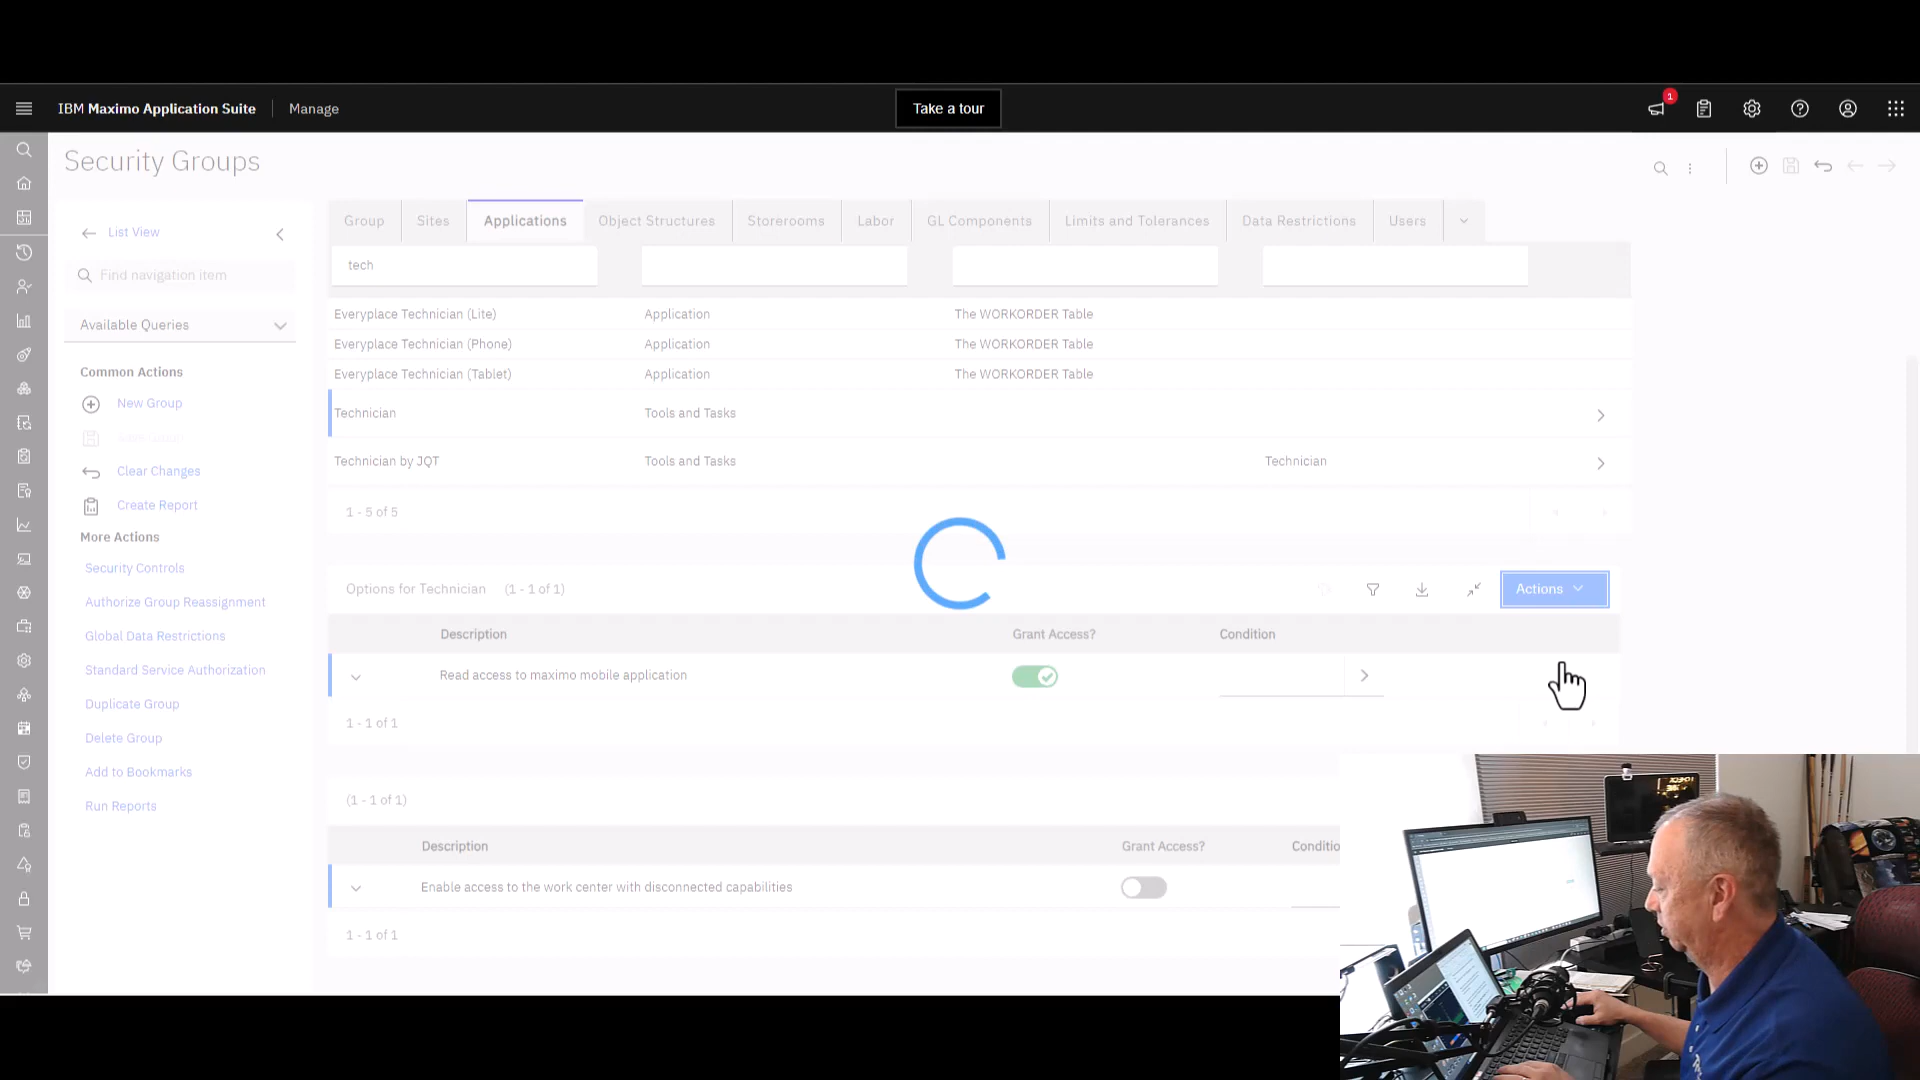 IBM Maximo Application Suite
Manage
Take a tour
1
Security Groups
List View
Find navigation item
Available Queries
Common Actions
New Group
Clear Changes
Create Report
More Actions
Security Controls
Authorize Group Reassignment
Global Data Restrictions
Standard Service Authorization
Duplicate Group
Delete Group
Add to Bookmarks
Run Reports
Group Sites Applications Object Structures Storerooms Labor GL Components Limits and Tolerances Data Restrictions Users
tech
Everyplace Technician (Lite) Application The WORKORDER Table
Everyplace Technician (Phone) Application The WORKORDER Table
Everyplace Technician (Tablet) Application The WORKORDER Table
Technician Tools and Tasks
Technician by JQT Tools and Tasks Technician
1 - 5 of 5
Options for Technician (1 - 1 of 1)
Actions
Description Grant Access? Condition
Read access to maximo mobile application
1 - 1 of 1
(1 - 1 of 1)
Description Grant Access?
Enable access to the work center with disconnected capabilities
1 - 1 of 1